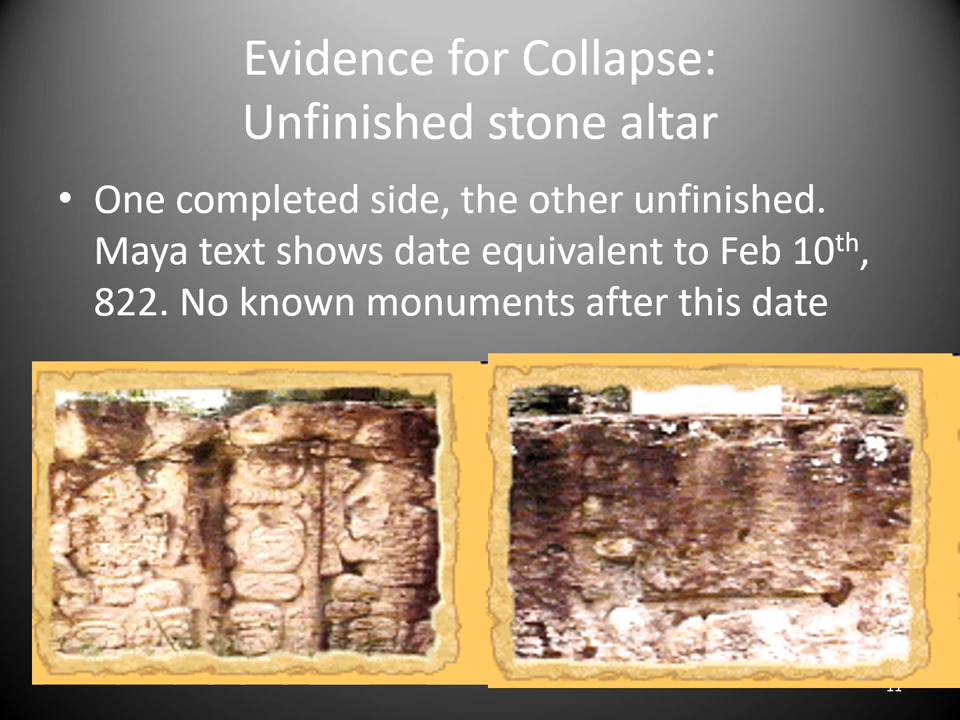 Evidence for Collapse:
Unfinished stone altar
• One completed side, the other unfinished.
Maya text shows date equivalent to Feb 10th,
822. No known monuments after this date
11